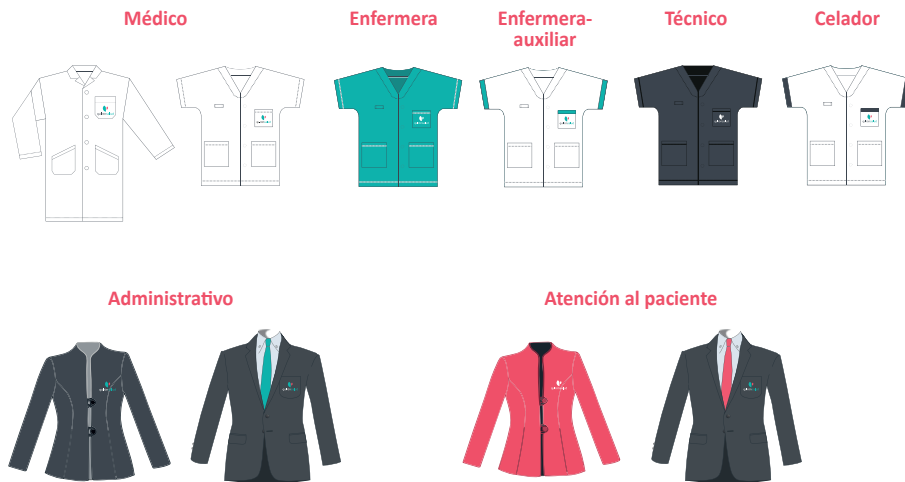 Médico
Enfermera
Enfermera-
auxiliar
Técnico
Celador
Administrativo
Atención al paciente